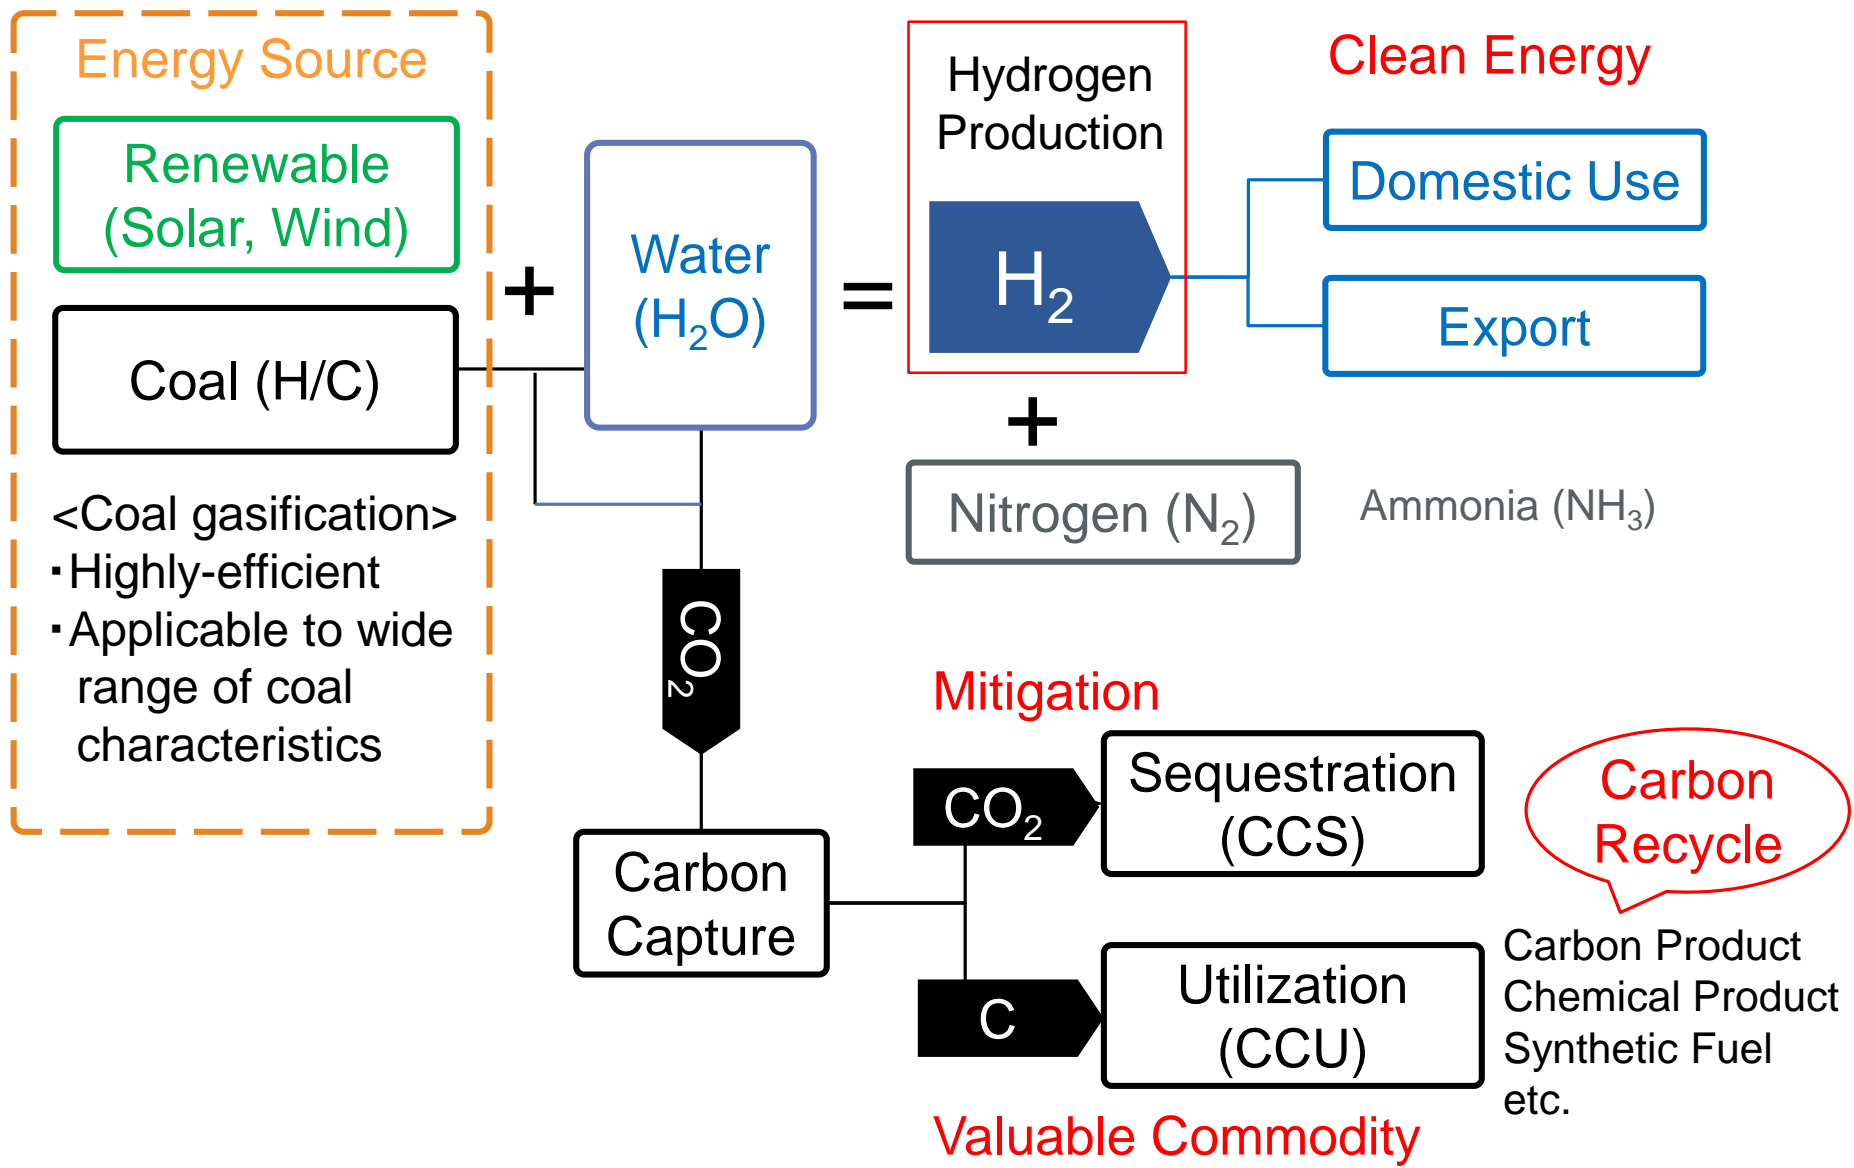 Energy Source
Renewable
(Solar, Wind)
Coal (H/C)
<Coal gasification>
・Highly-efficient
・Applicable to wide
range of coal
characteristics
+
Water
(H₂O)
=
Hydrogen
Production
H₂
Clean Energy
Domestic Use
Export
+
Nitrogen (N₂)
Ammonia (NH₃)
CO₂
Carbon
Capture
Mitigation
CO₂
Sequestration
(CCS)
C
Utilization
(CCU)
Valuable Commodity
Carbon
Recycle
Carbon Product
Chemical Product
Synthetic Fuel
etc.